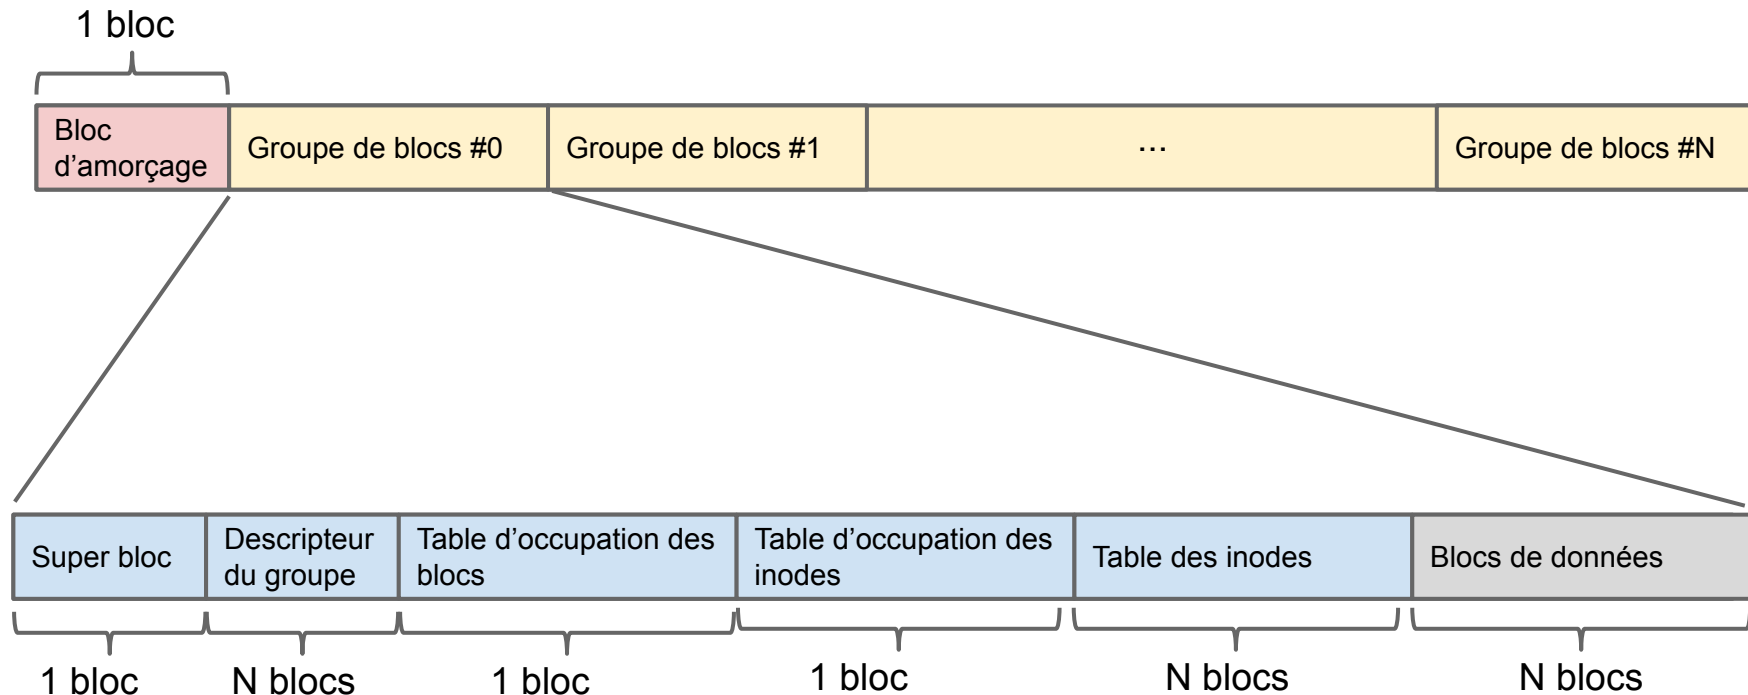 1 bloc
Bloc
d’amorçage
Groupe de blocs #0
Groupe de blocs #1
...
Groupe de blocs #N
Super bloc
Descripteur
du groupe
Table d’occupation des
blocs
Table d’occupation des
inodes
Table des inodes
Blocs de données
1 bloc
N blocs
1 bloc
1 bloc
N blocs
N blocs